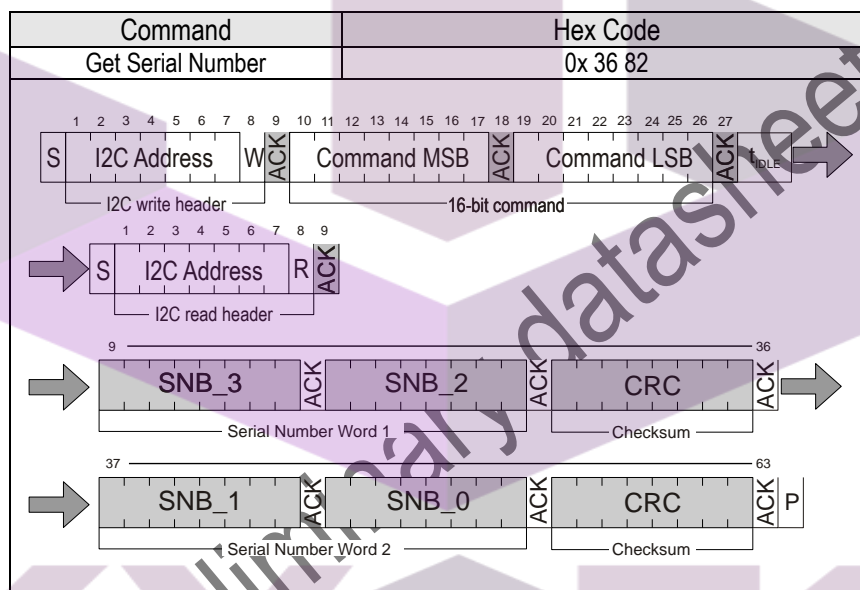 Command Hex Code
Get Serial Number 0x 36 82
1 2 3 4 5 6 7 8 9 10 11 12 13 14 15 16 17 18 19 20 21 22 23 24 25 26 27
S I2C Address W ACK Command MSB ACK Command LSB ACK tIDLE
I2C write header 16-bit command
1 2 3 4 5 6 7 8 9
S I2C Address R ACK
I2C read header
9 36
SNB_3 ACK SNB_2 ACK CRC ACK
Serial Number Word 1 Checksum
37 63
SNB_1 ACK SNB_0 ACK CRC ACK P
Serial Number Word 2 Checksum
liminary datasheet